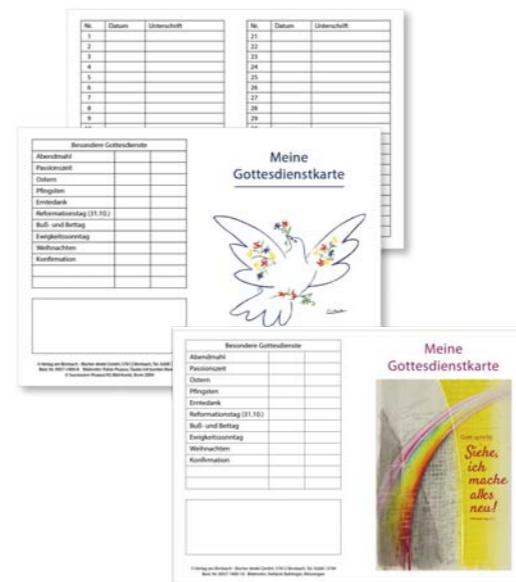 Nr. Datum Unterschrift
1
2
3
4
5
6
7
8
9
Nr. Datum Unterschrift
21
22
23
24
25
26
27
28
29
Besondere Gottesdienste
Abendmahl
Passionszeit
Ostern
Pfingsten
Erntedank
Reformationstag (31.10.)
Buß- und Bettag
Ewigkeitssonntag
Weihnachten
Konfirmation
Meine
Gottesdienstkarte
Besondere Gottesdienste
Abendmahl
Passionszeit
Ostern
Pfingsten
Erntedank
Reformationstag (31.10.)
Buß- und Bettag
Ewigkeitssonntag
Weihnachten
Konfirmation
Meine
Gottesdienstkarte
Gott spricht:
Siehe,
ich
mache
alles
neu!